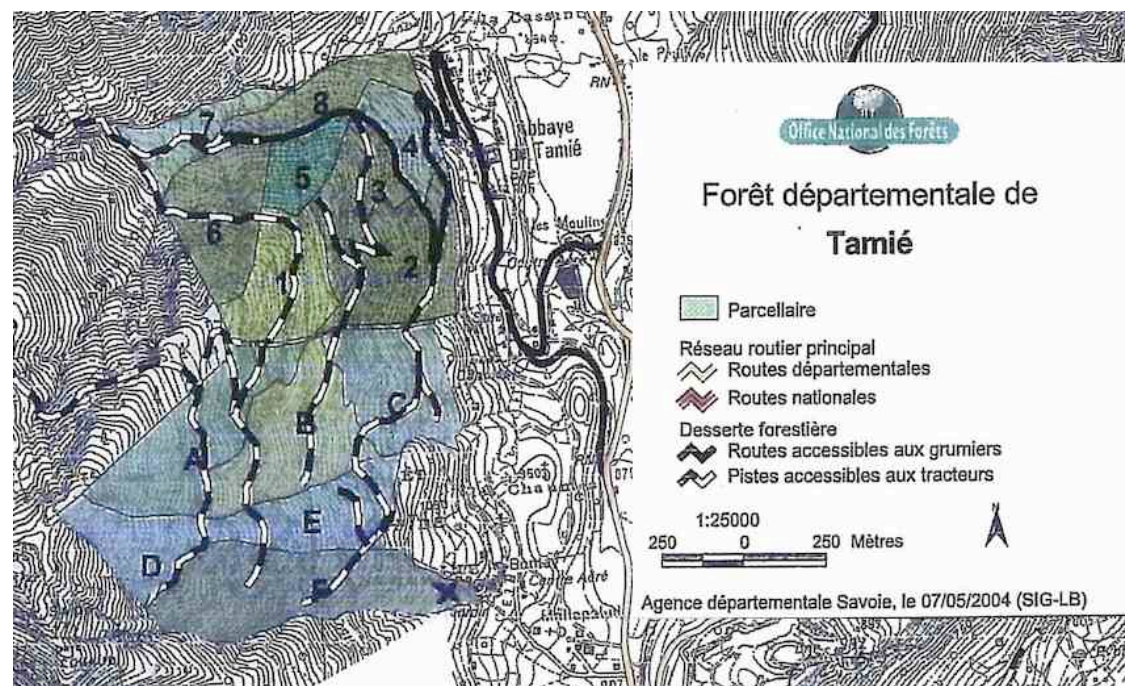 RN
bbaye
de Tamié
les Moulins
8
7
4
5
3
6
2
1
C
B
A
E
D
F
Office National des Forêts
Forêt départementale de
Tamié
Parcellaire
Réseau routier principal
Routes départementales
Routes nationales
Desserte forestière
Routes accessibles aux grumiers
Pistes accessibles aux tracteurs
1:25000
250 0 250 Mètres
N
Agence départementale Savoie, le 07/05/2004 (SIG-LB)